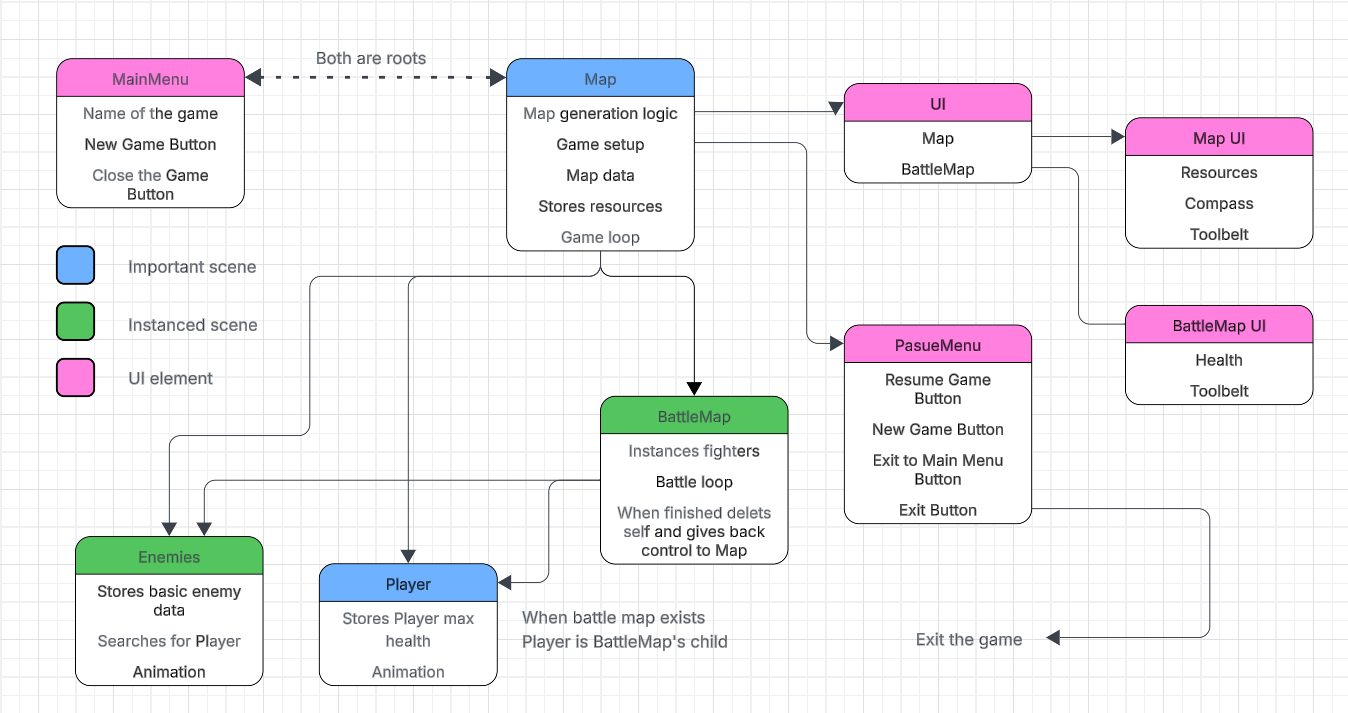 Both are roots
MainMenu
Name of the game
New Game Button
Close the Game
Button
Map
Map generation logic
Game setup
Map data
Stores resources
Game loop
UI
Map
BattleMap
Map UI
Resources
Compass
Toolbelt
Important scene
Instanced scene
UI element
BattleMap UI
Health
Toolbelt
PasueMenu
Resume Game
Button
New Game Button
Exit to Main Menu
Button
Exit Button
BattleMap
Instances fighters
Battle loop
When finished delets
self and gives back
control to Map
Enemies
Stores basic enemy
data
Searches for Player
Animation
Player
Stores Player max
health
Animation
When battle map exists
Player is BattleMap's child
Exit the game